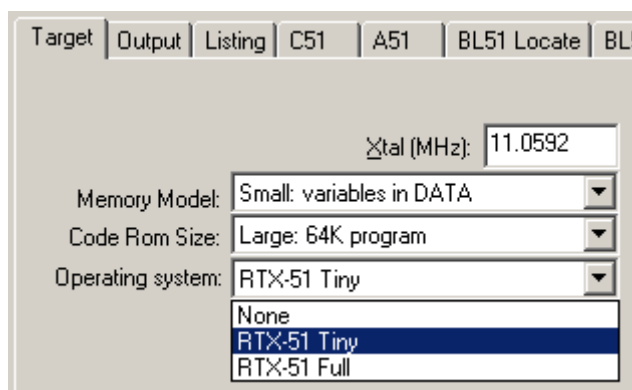 Target Output Listing C51 A51 BL51 Locate BL
Xtal (MHz): 11.0592
Memory Model: Small: variables in DATA
Code Rom Size: Large: 64K program
Operating system: RTX-51 Tiny
None
RTX-51 Tiny
RTX-51 Full